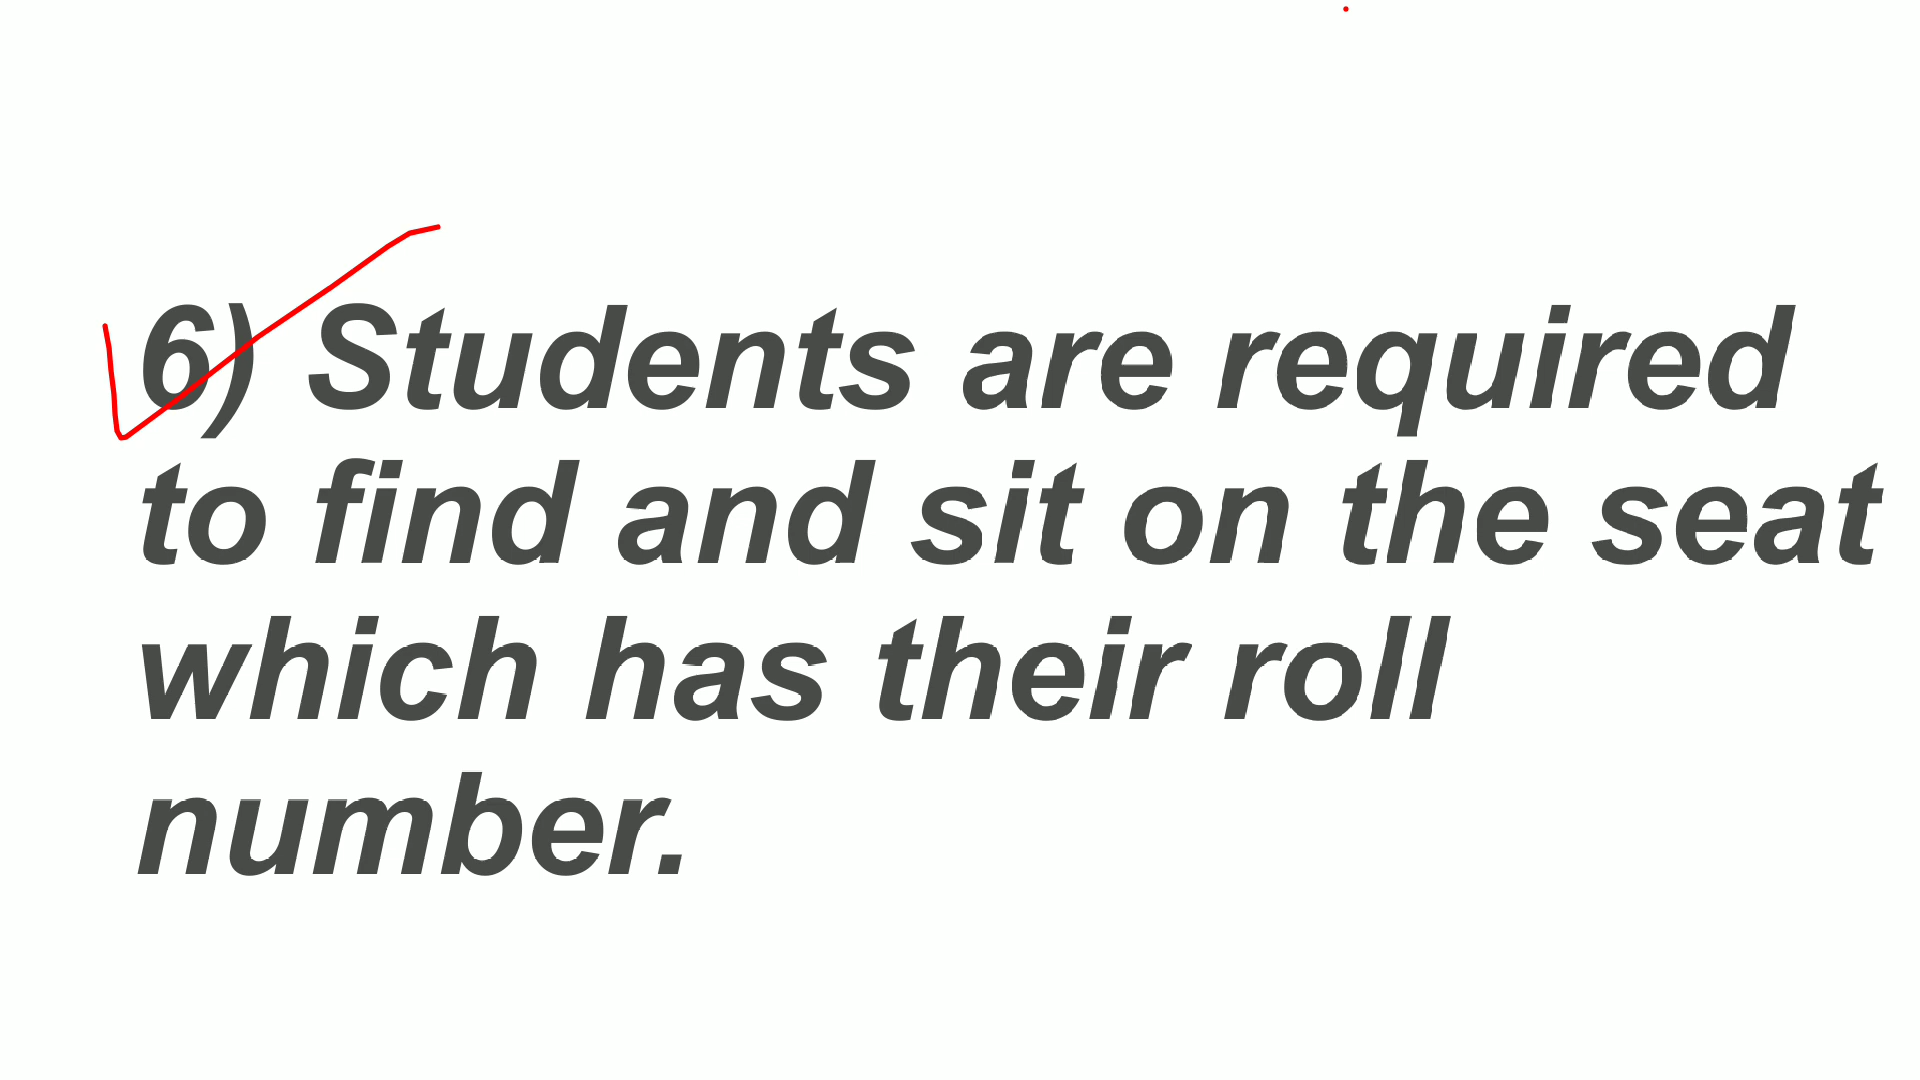 6) Students are required
to find and sit on the seat
which has their roll
number.